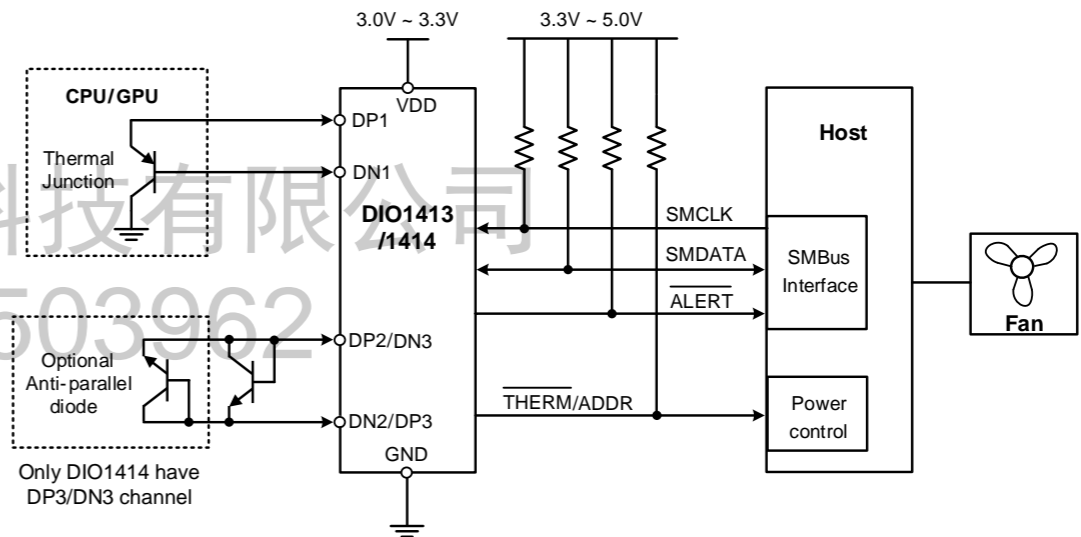 3.0V ~ 3.3V
3.3V ~ 5.0V
CPU/GPU
Thermal
Junction
VDD
DP1
DN1
DIO1413
/1414
Host
SMCLK
SMDATA
ALERT
SMBus
Interface
Fan
科技有限公司
503962
Optional
Anti-parallel
diode
DP2/DN3
DN2/DP3
GND
THERM/ADDR
Power
control
Only DIO1414 have
DP3/DN3 channel